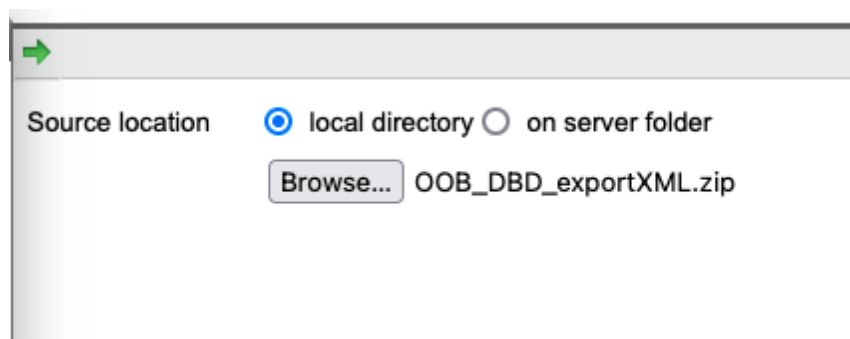 Source location local directory on server folder
Browse... OOB_DBD_exportXML.zip